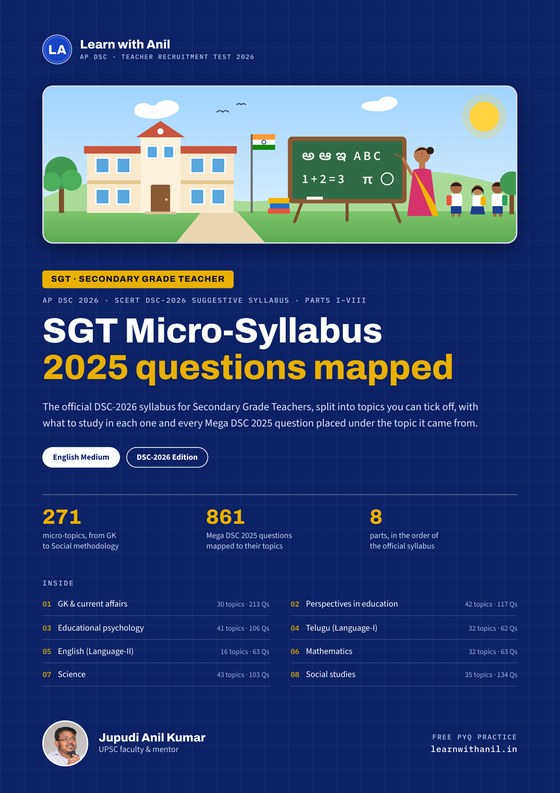 LA
Learn with Anil
AP DSC · TEACHER RECRUITMENT TEST 2026
అ ఆ ఇ ABC
1+2=3 π
SGT · SECONDARY GRADE TEACHER
AP DSC 2026 · SCERT DSC-2026 SUGGESTIVE SYLLABUS · PARTS I–VIII
SGT Micro-Syllabus
2025 questions mapped
The official DSC-2026 syllabus for Secondary Grade Teachers, split into topics you can tick off, with
what to study in each one and every Mega DSC 2025 question placed under the topic it came from.
English Medium
DSC-2026 Edition
271
micro-topics, from GK
to Social methodology
861
Mega DSC 2025 questions
mapped to their topics
8
parts, in the order of
the official syllabus
INSIDE
01 GK & current affairs 30 topics · 213 Qs
02 Perspectives in education 42 topics · 117 Qs
03 Educational psychology 41 topics · 106 Qs
04 Telugu (Language-I) 32 topics · 62 Qs
05 English (Language-II) 16 topics · 63 Qs
06 Mathematics 32 topics · 63 Qs
07 Science 43 topics · 103 Qs
08 Social studies 35 topics · 134 Qs
Jupudi Anil Kumar
UPSC faculty & mentor
FREE PYQ PRACTICE
learnwithanil.in